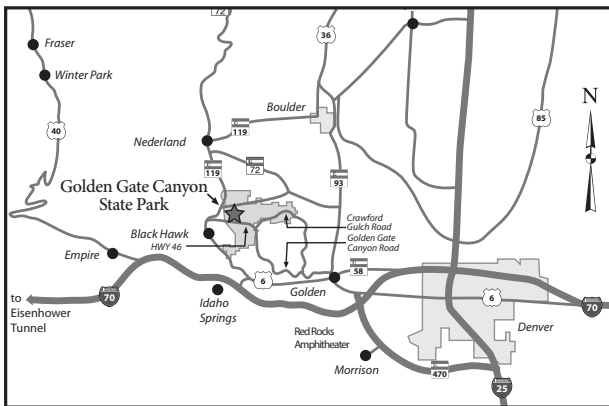 72
36
Fraser
Winter Park
40
Boulder
85
N
119
Nederland
119
72
93
Golden Gate Canyon
State Park
Crawford
Gulch Road
Golden Gate
Canyon Road
Black Hawk
HWY 46
Empire
6
58
Golden
to
Eisenhower
Tunnel
70
Idaho
Springs
6
70
Red Rocks
Amphitheater
Denver
Morrison
470
25